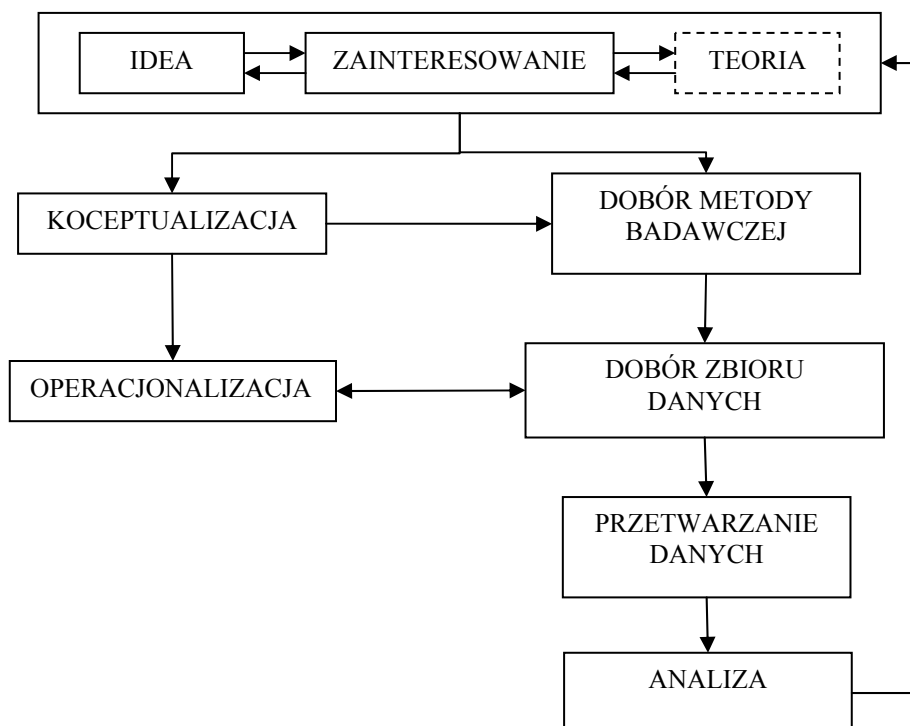 IDEA
ZAINTERESOWANIE
TEORIA
KOCEPTUALIZACJA
DOBÓR METODY
BADAWCZEJ
OPERACJONALIZACJA
DOBÓR ZBIORU
DANYCH
PRZETWARZANIE
DANYCH
ANALIZA